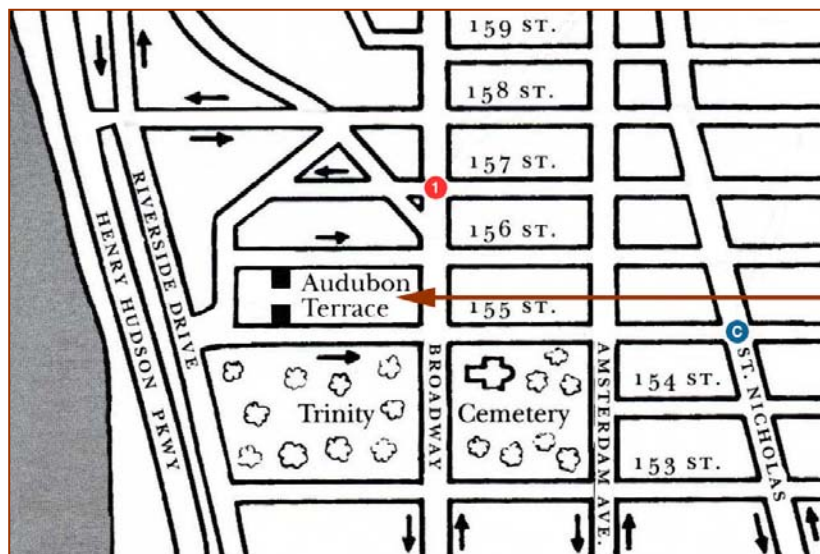 159 ST.
158 ST.
157 ST.
1
156 ST.
Audubon
Terrace
155 ST.
C
RIVERSIDE DRIVE
HENRY HUDSON PKWY
BROADWAY
AMSTERDAM AVE.
ST. NICHOLAS
154 ST.
Trinity Cemetery
153 ST.